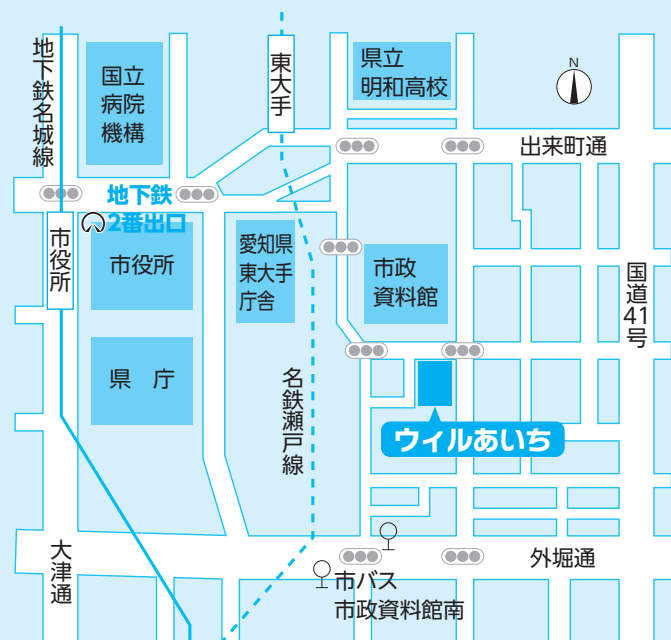 地下鉄名城線
国立
病院
機構
東大手
県立
明和高校
N
出来町通
地下鉄
2番出口
市役所
市役所
愛知県
東大手
庁舎
市政
資料館
国道41号
県 庁
名鉄瀬戸線
ウィルあいち
大津通
外堀通
市バス
市政資料館南